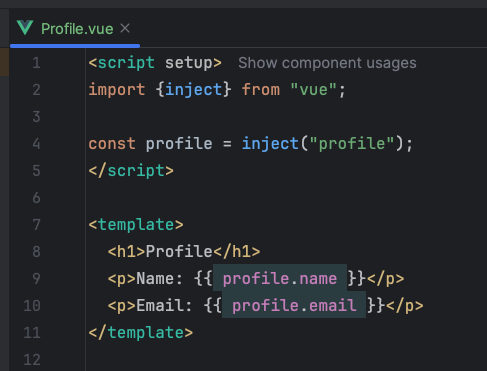 Profile.vue
1 <script setup> Show component usages
2 import {inject} from "vue";
3
4 const profile = inject("profile");
5 </script>
6
7 <template>
8 <h1>Profile</h1>
9 <p>Name: {{ profile.name }}</p>
10 <p>Email: {{ profile.email }}</p>
11 </template>
12